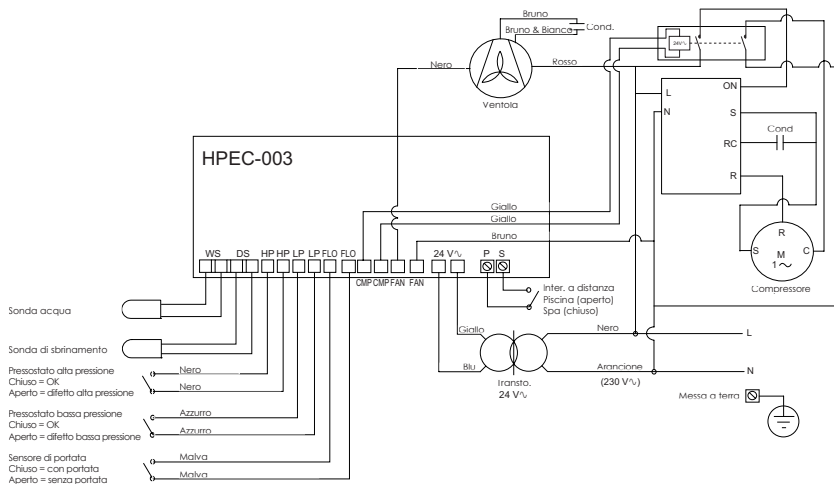 Bruno
Bruno & Bianco
Cond.
24V∿
Nero
Rosso
Ventola
L
N
ON
S
RC
R
Cond
HPEC-003
Giallo
Giallo
Bruno
R
S
M
1∿
C
Compressore
WS
DS
HP
HP
LP
LP
FLO
FLO
CMP
CMP
FAN
FAN
24 V∿
P
S
Inter. a distanza
Piscina (aperto)
Spa (chiuso)
Sonda acqua
Sonda di sbrinamento
Giallo
Blu
Nero
L
Arancione
(230 V∿)
N
Transfo.
24 V∿
Messa a terra
Pressostato alta pressione
Chiuso = OK
Aperto = difetto alta pressione
Nero
Nero
Pressostato bassa pressione
Chiuso = OK
Aperto = difetto bassa pressione
Azzurro
Azzurro
Sensore di portata
Chiuso = con portata
Aperto = senza portata
Malva
Malva